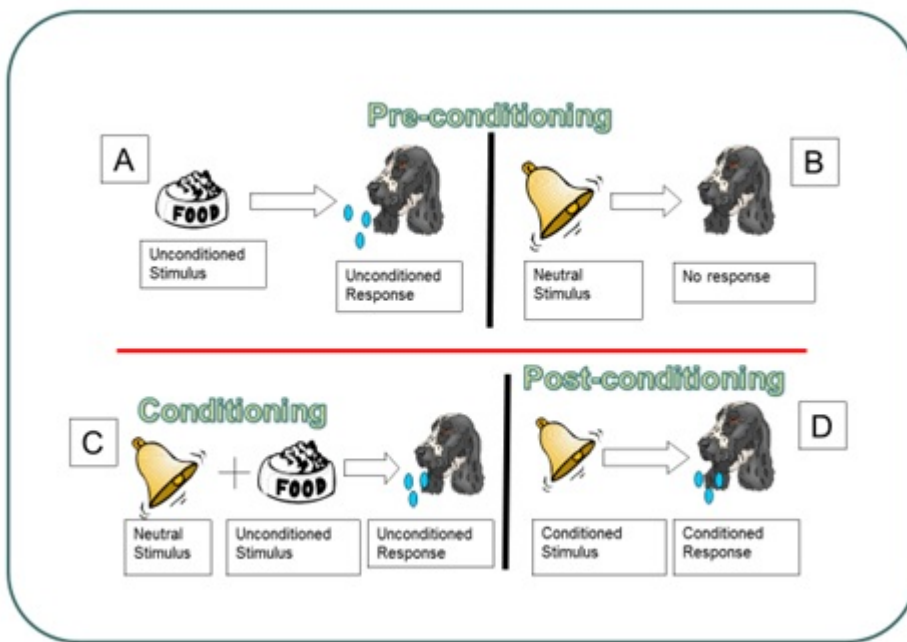 Pre-conditioning
A
FOOD
Unconditioned
Stimulus
Unconditioned
Response
B
Neutral
Stimulus
No response
Conditioning
C
FOOD
Neutral
Stimulus
Unconditioned
Stimulus
Unconditioned
Response
Post-conditioning
D
Conditioned
Stimulus
Conditioned
Response